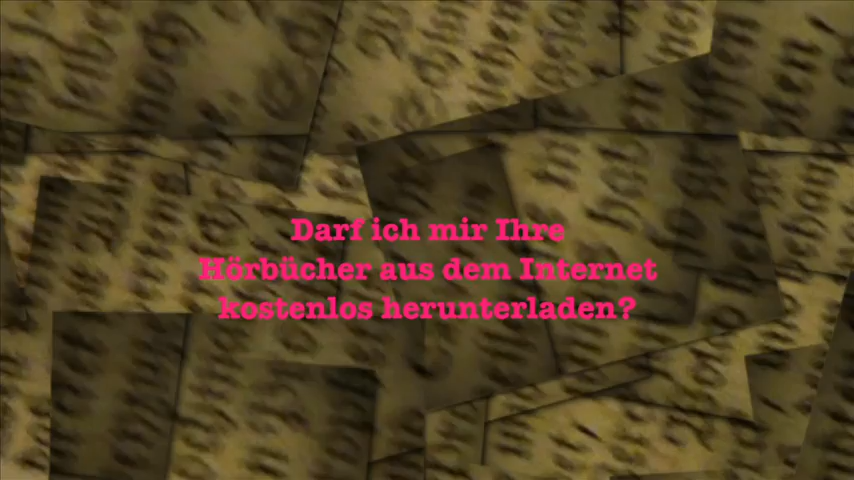 Darf ich mir Ihre
Hörbücher aus dem Internet
kostenlos herunterladen?